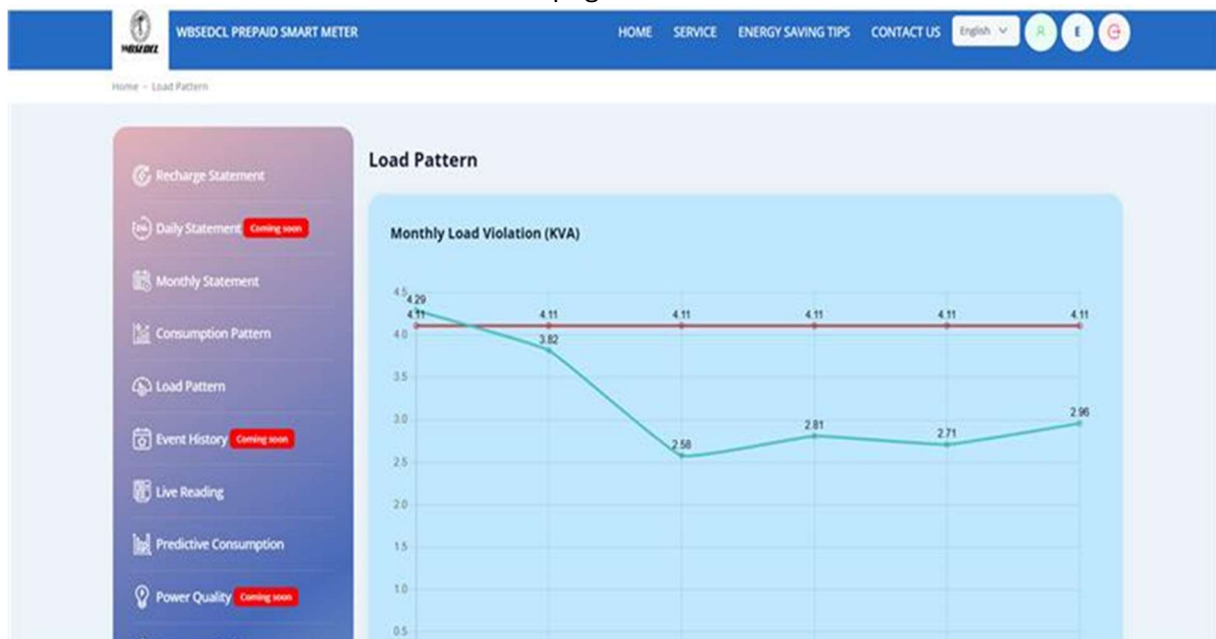 WBSEDCL
WBSEDCL PREPAID SMART METER
HOME SERVICE ENERGY SAVING TIPS CONTACT US English E
Home - Load Pattern
Recharge Statement
Daily Statement Coming soon
Monthly Statement
Consumption Pattern
Load Pattern
Event History Coming soon
Live Reading
Predictive Consumption
Power Quality Coming soon
Load Pattern
Monthly Load Violation (KVA)
4.5
4.29
4.11 4.11 4.11 4.11 4.11 4.11
4.0
3.82
3.5
3.0
2.96
2.81
2.71
2.58
2.5
2.0
1.5
1.0
0.5